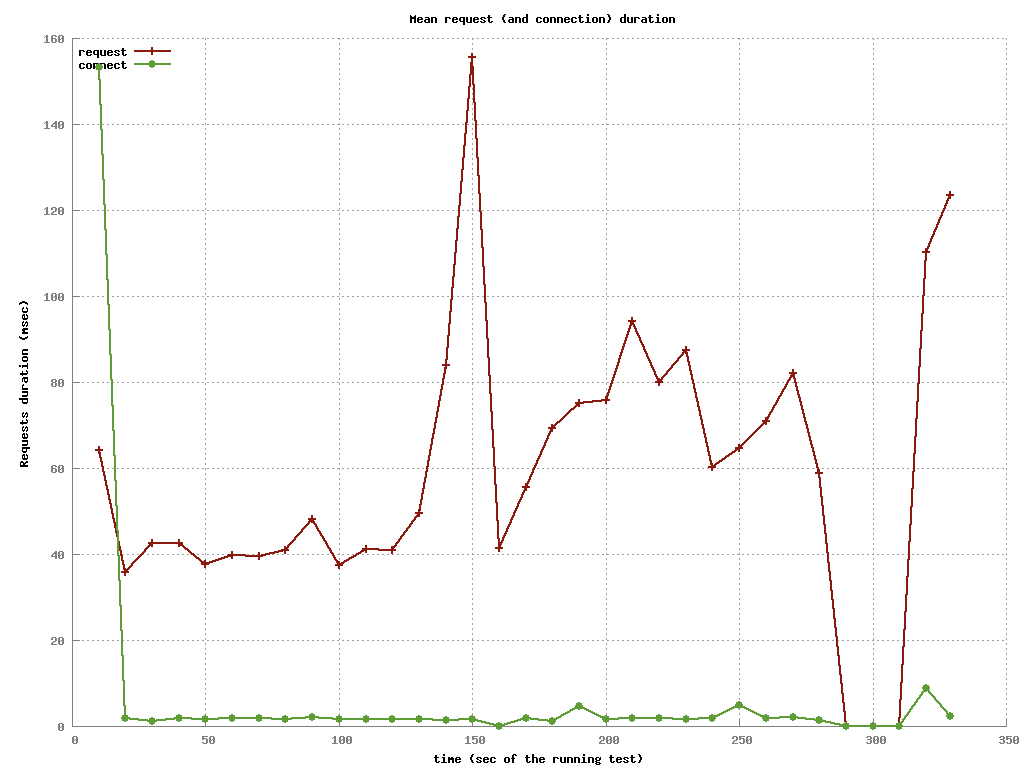 Mean request (and connection) duration
160
request
connect
140
120
100
80
60
40
20
0
Requests duration (msec)
0 50 100 150 200 250 300 350
time (sec of the running test)